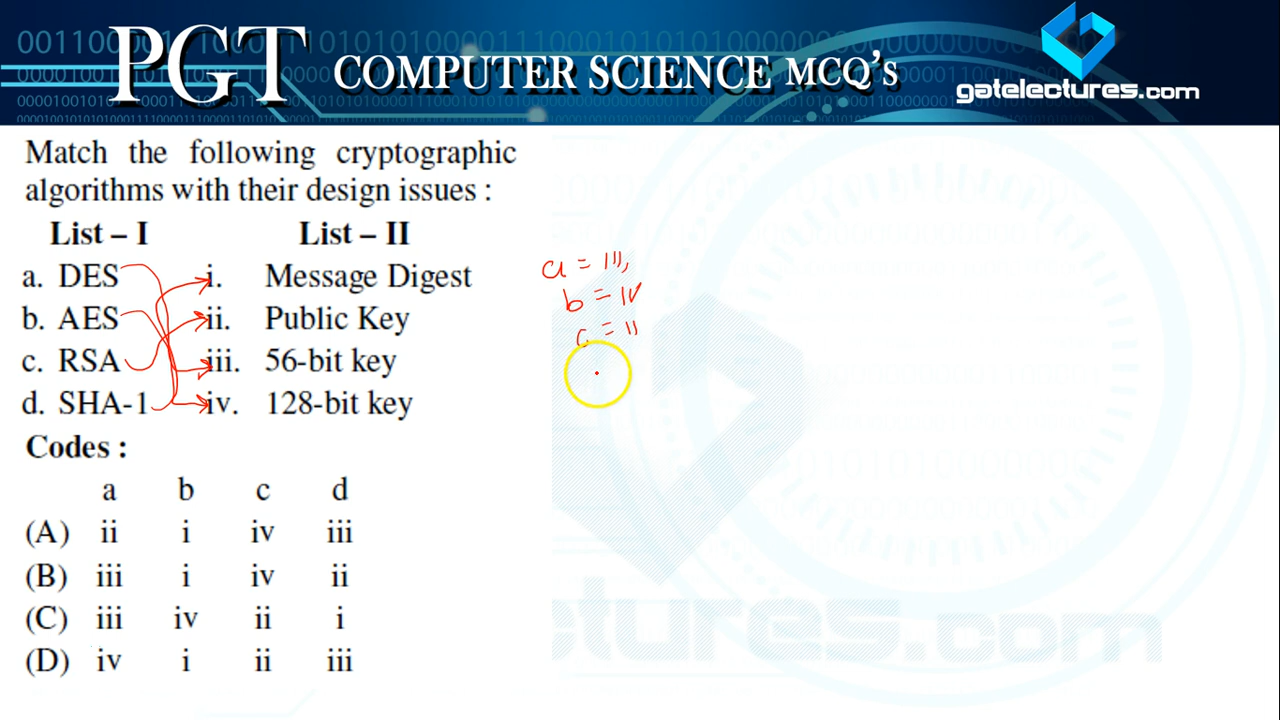 PGT COMPUTER SCIENCE MCQ's
gatelectures.com
Match the following cryptographic
algorithms with their design issues :
List – I List – II
a. DES i. Message Digest
b. AES ii. Public Key
c. RSA iii. 56-bit key
d. SHA-1 iv. 128-bit key
a = iii,
b = iv
c = ii
Codes :
a b c d
(A) ii i iv iii
(B) iii i iv ii
(C) iii iv ii i
(D) iv i ii iii